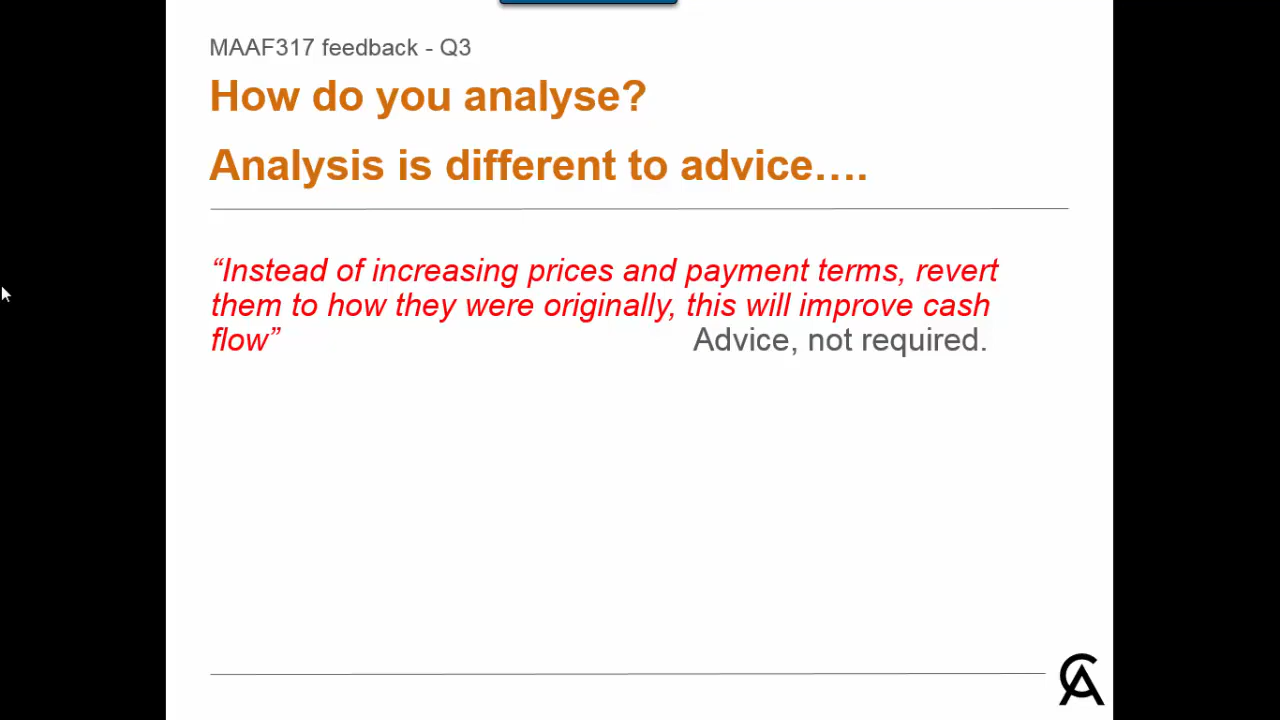 MAAF317 feedback - Q3
How do you analyse?
Analysis is different to advice….
“Instead of increasing prices and payment terms, revert
them to how they were originally, this will improve cash
flow” Advice, not required.
CA